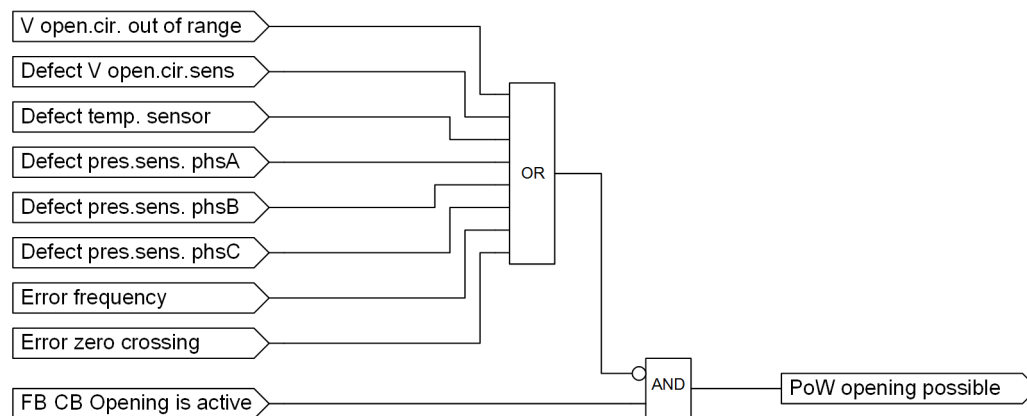 V open.cir. out of range
Defect V open.cir.sens
Defect temp. sensor
Defect pres.sens. phsA
OR
Defect pres.sens. phsB
Defect pres.sens. phsC
Error frequency
Error zero crossing
AND
PoW opening possible
FB CB Opening is active